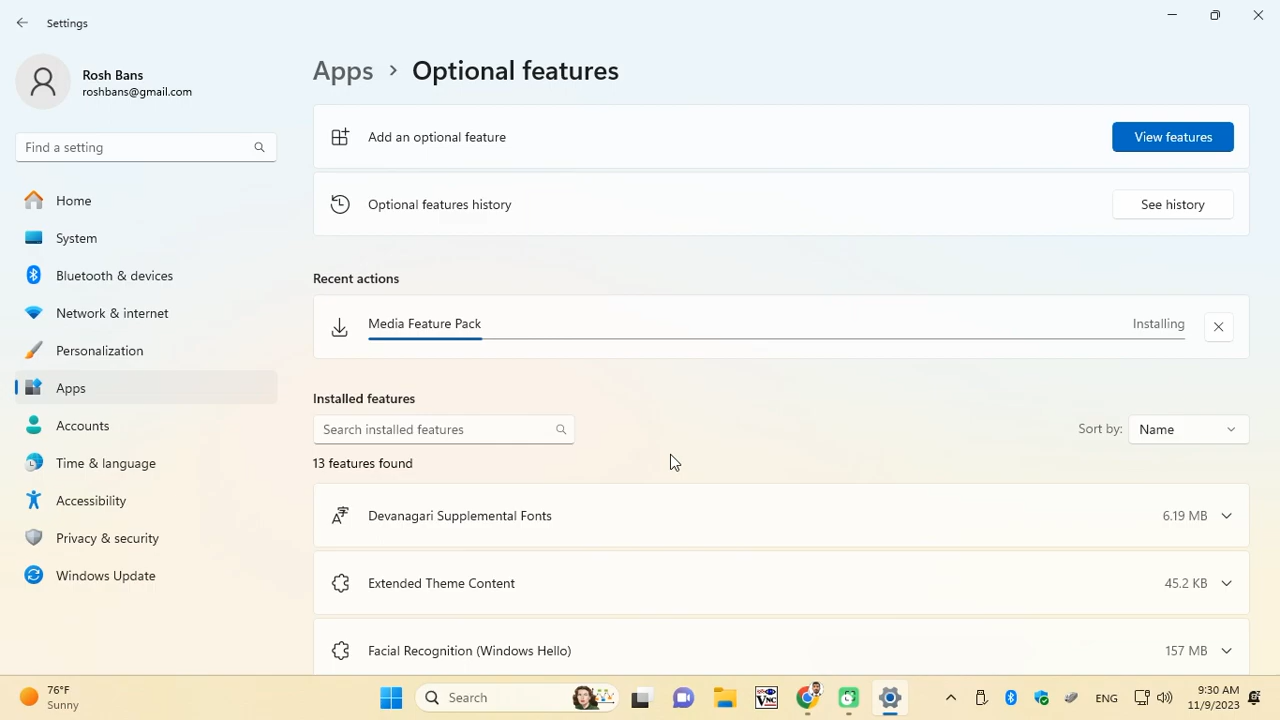 Settings
Rosh Bans
roshbans@gmail.com
Find a setting
Home
System
Bluetooth & devices
Network & internet
Personalization
Apps
Accounts
Time & language
Accessibility
Privacy & security
Windows Update
Apps > Optional features
Add an optional feature
View features
Optional features history
See history
Recent actions
Media Feature Pack
Installing
Installed features
Search installed features
Sort by: Name
13 features found
Devanagari Supplemental Fonts
6.19 MB
Extended Theme Content
45.2 KB
Facial Recognition (Windows Hello)
157 MB
76°F
Sunny
Search
VNC
ENG
9:30 AM
11/9/2023